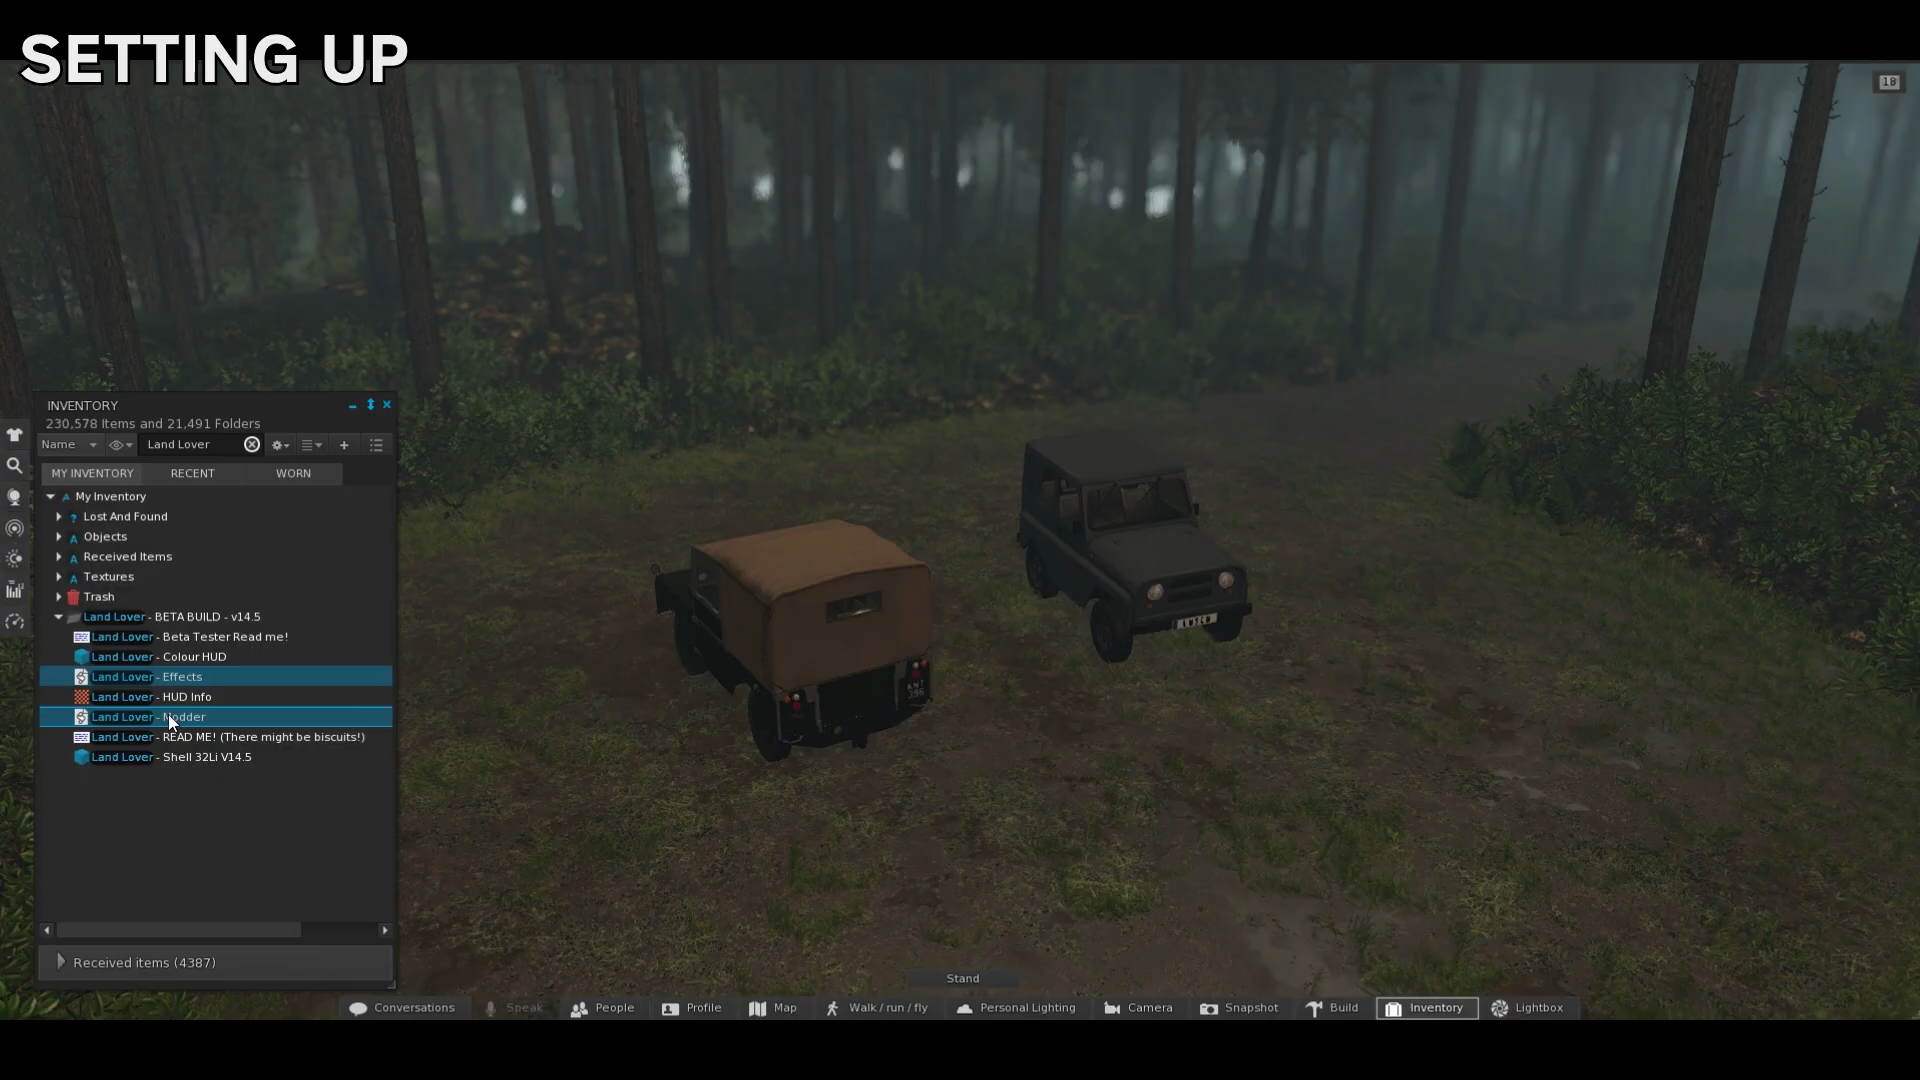 SETTING UP
18
INVENTORY
230,578 Items and 21,491 Folders
Name
Land Lover
MY INVENTORY RECENT WORN
My Inventory
Lost And Found
Objects
Received Items
Textures
Trash
Land Lover - BETA BUILD - v14.5
Land Lover - Beta Tester Read me!
Land Lover - Colour HUD
Land Lover - Effects
Land Lover - HUD Info
Land Lover - Modder
Land Lover - READ ME! (There might be biscuits!)
Land Lover - Shell 32Li V14.5
Received items (4387)
Stand
Conversations Speak People Profile Map Walk / run / fly Personal Lighting Camera Snapshot Build Inventory Lightbox